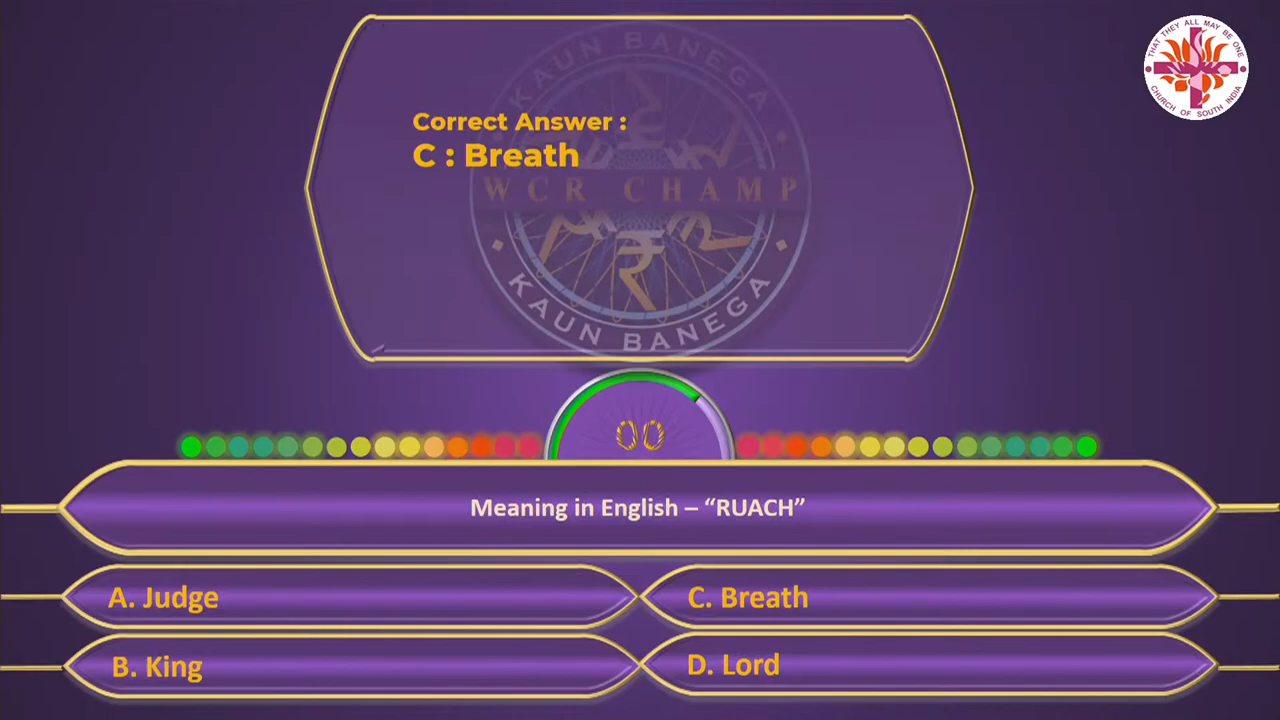 THAT THEY ALL MAY BE ONE
CHURCH OF SOUTH INDIA
KAUN BANEGA
Correct Answer :
C : Breath
WCR CHAMP
KAUN BANEGA
00
Meaning in English – “RUACH”
A. Judge
C. Breath
B. King
D. Lord